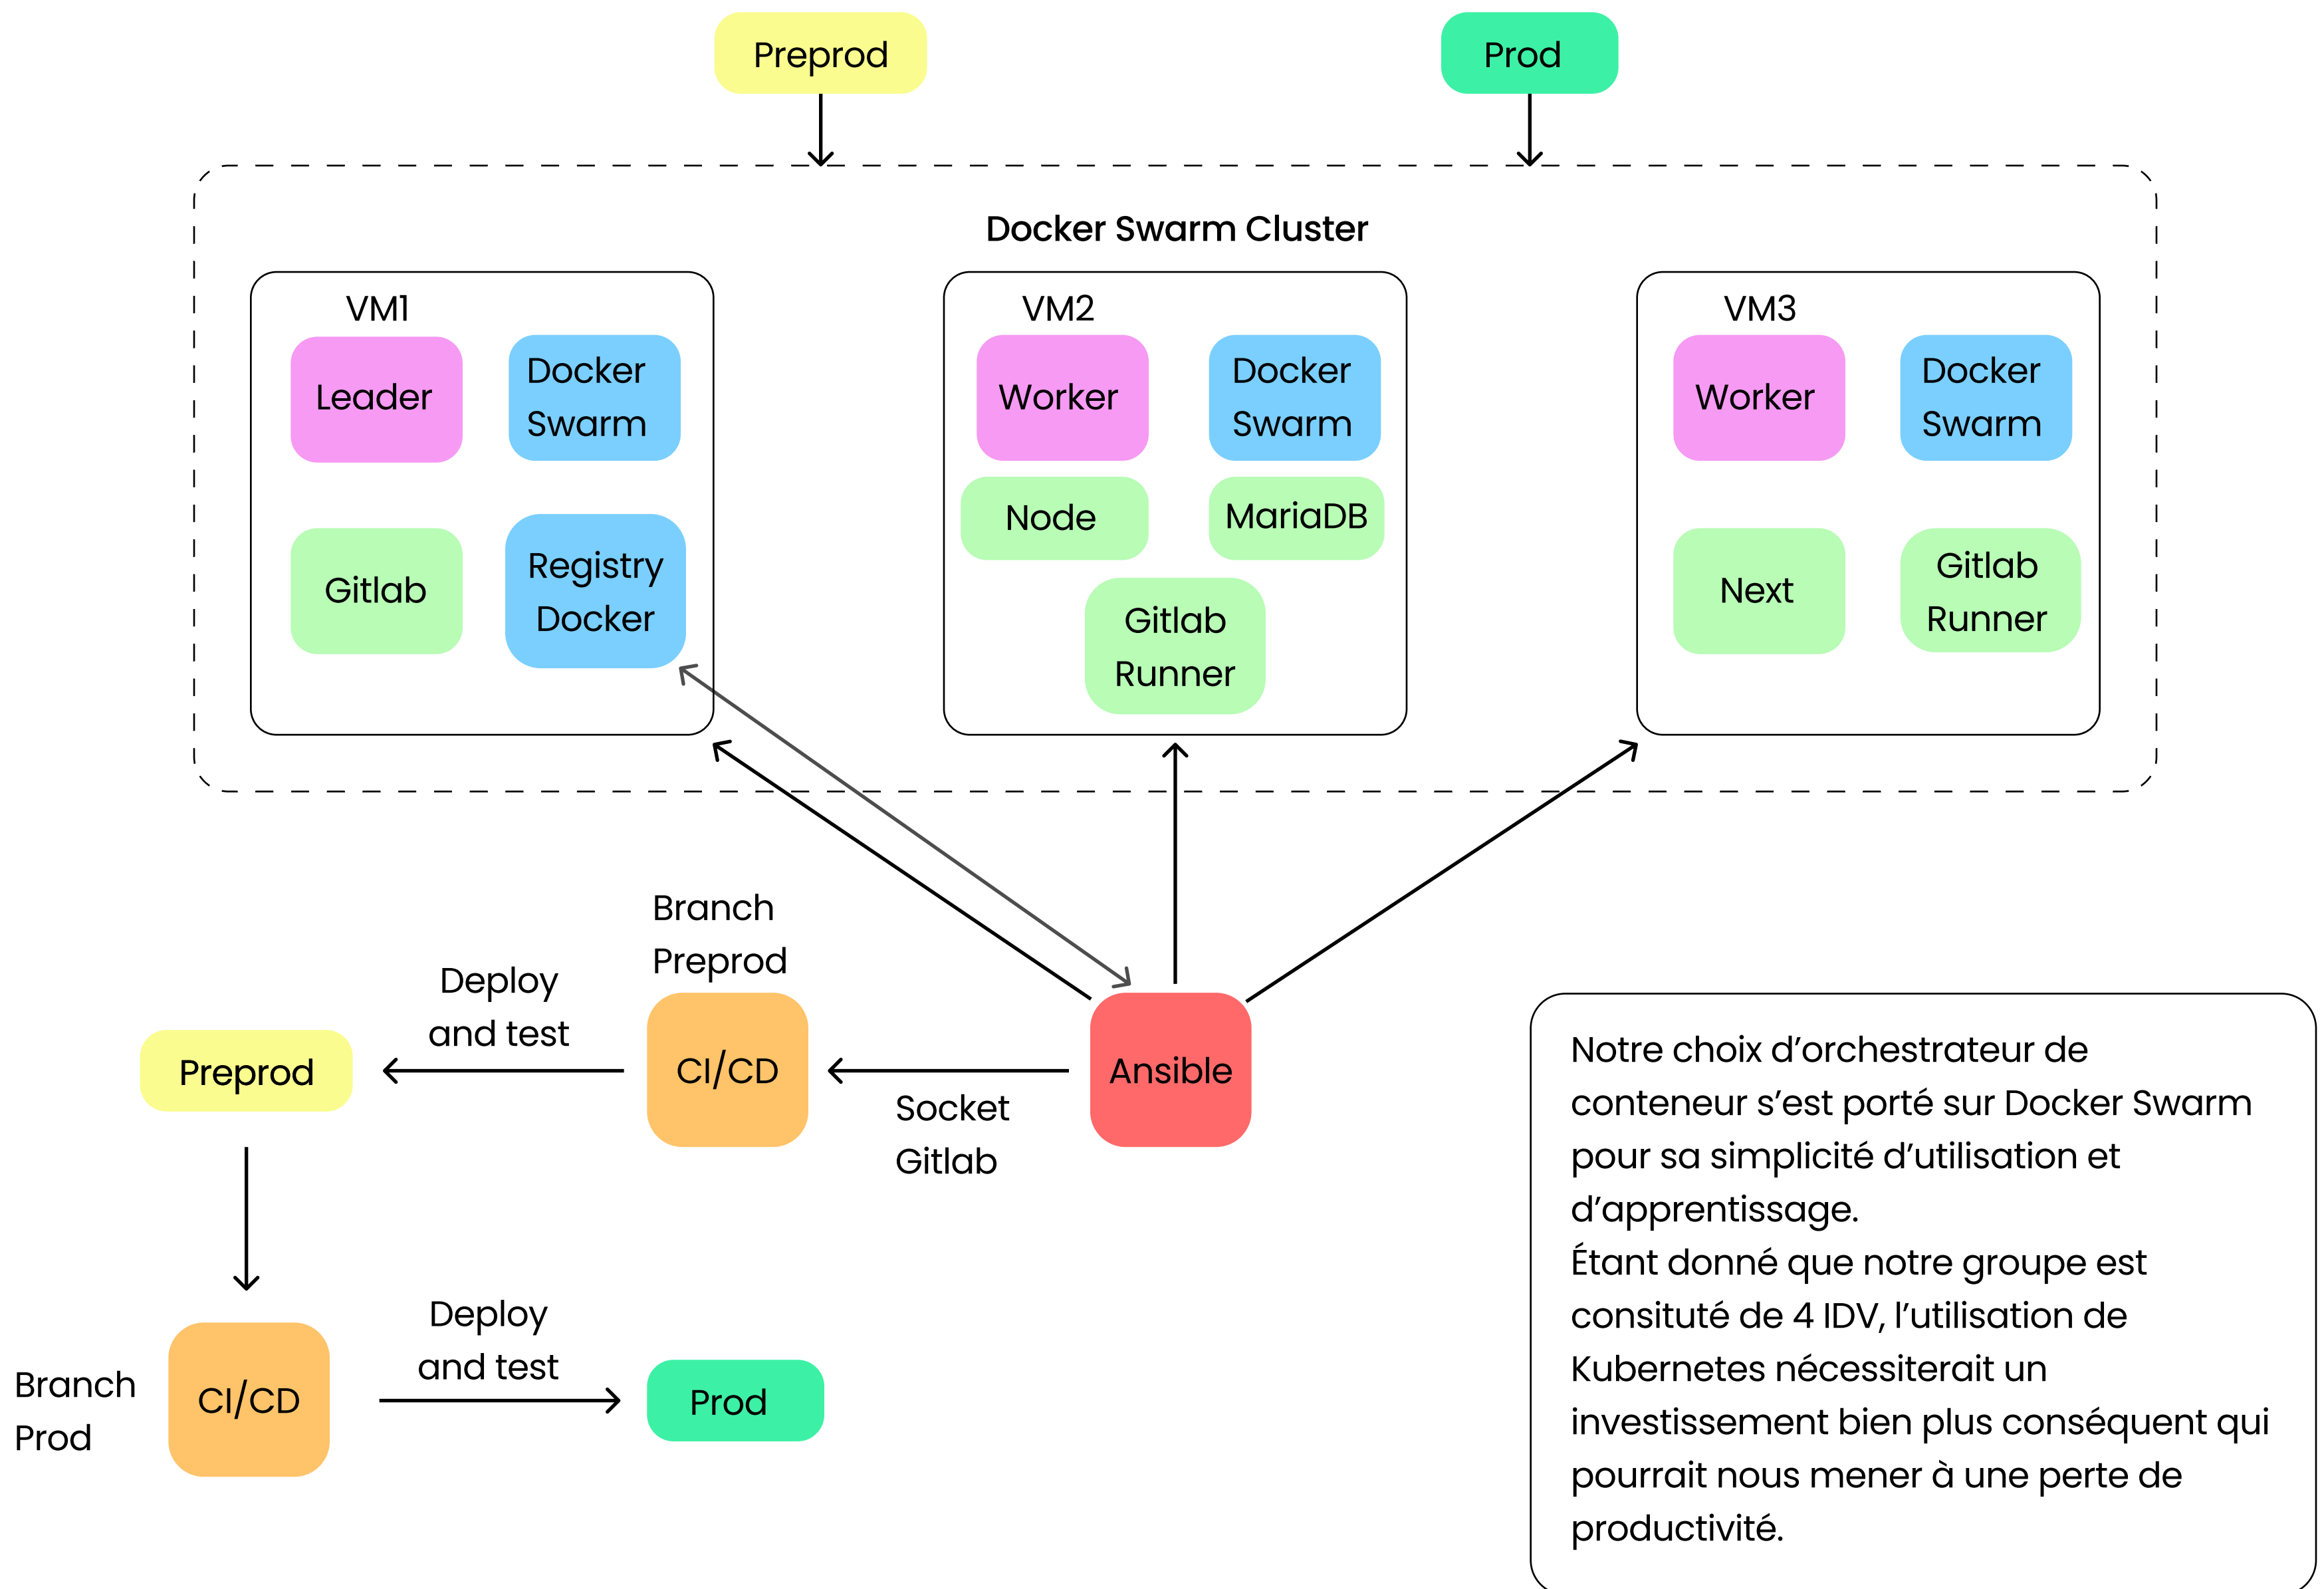 Preprod
Prod
Docker Swarm Cluster
VM1
Leader
Docker
Swarm
Gitlab
Registry
Docker
VM2
Worker
Docker
Swarm
Node
MariaDB
Gitlab
Runner
VM3
Worker
Docker
Swarm
Next
Gitlab
Runner
Branch
Preprod
Deploy
and test
Preprod
CI/CD
Socket
Gitlab
Ansible
Branch
Prod
CI/CD
Deploy
and test
Prod
Notre choix d’orchestrateur de
conteneur s’est porté sur Docker Swarm
pour sa simplicité d’utilisation et
d’apprentissage.
Étant donné que notre groupe est
consituté de 4 IDV, l’utilisation de
Kubernetes nécessiterait un
investissement bien plus conséquent qui
pourrait nous mener à une perte de
productivité.